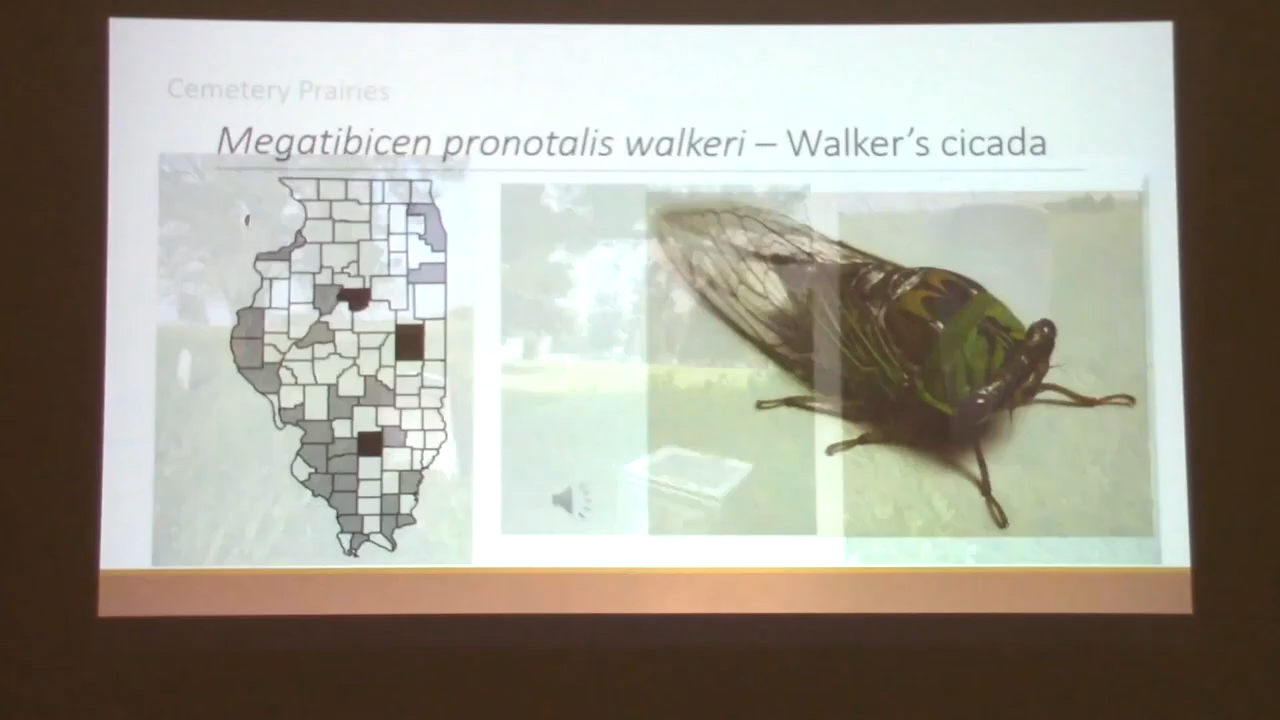 Cemetery Prairies
Megatibicen pronotalis walkeri – Walker's cicada